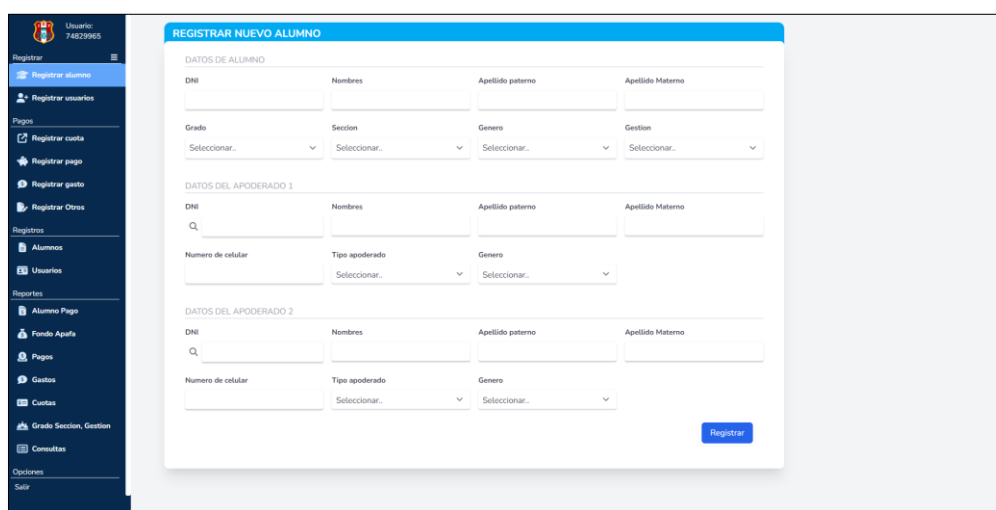 Usuario:
74829965
Registrar
Registrar alumno
Registrar usuarios
Pagos
Registrar cuota
Registrar pago
Registrar gasto
Registrar Otros
Registros
Alumnos
Usuarios
Reportes
Alumno Pago
Fondo Apafa
Pagos
Gastos
Cuotas
Grado Seccion, Gestion
Consultas
Opciones
Salir
REGISTRAR NUEVO ALUMNO
DATOS DE ALUMNO
DNI Nombres Apellido paterno Apellido Materno
Grado Seccion Genero Gestion
Seleccionar.. Seleccionar.. Seleccionar.. Seleccionar..
DATOS DEL APODERADO 1
DNI Nombres Apellido paterno Apellido Materno
Numero de celular Tipo apoderado Genero
Seleccionar.. Seleccionar..
DATOS DEL APODERADO 2
DNI Nombres Apellido paterno Apellido Materno
Numero de celular Tipo apoderado Genero
Seleccionar.. Seleccionar..
Registrar